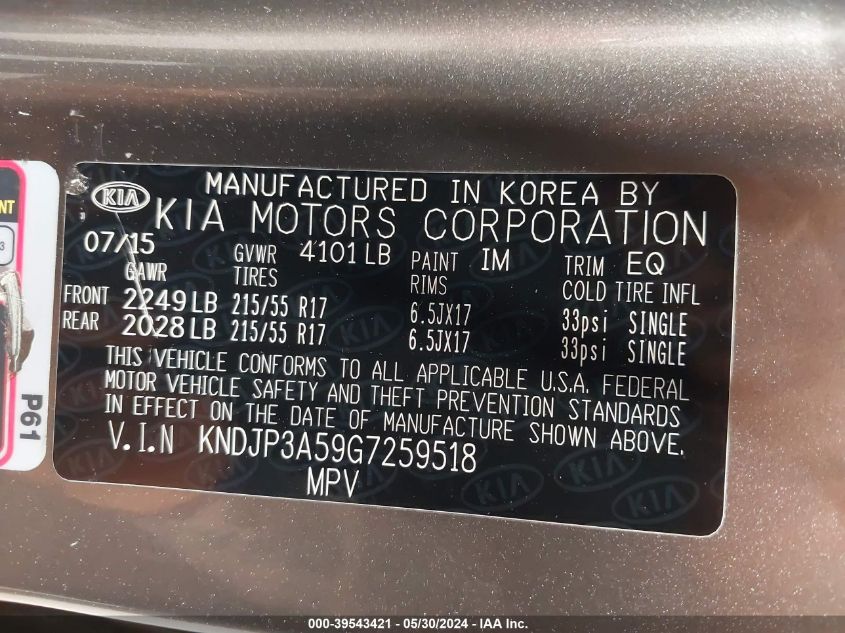 MANUFACTURED IN KOREA BY
KIA KIA MOTORS CORPORATION
07/15 GVWR 4101 LB PAINT IM TRIM EQ
GAWR TIRES RIMS COLD TIRE INFL
FRONT 2249 LB 215/55 R17 6.5JX17 33psi SINGLE
REAR 2028 LB 215/55 R17 6.5JX17 33psi SINGLE
THIS VEHICLE CONFORMS TO ALL APPLICABLE U.S.A. FEDERAL
MOTOR VEHICLE SAFETY AND THEFT PREVENTION STANDARDS
IN EFFECT ON THE DATE OF MANUFACTURE SHOWN ABOVE.
V.I.N KNDJP3A59G7259518
MPV
NT
3
P61
000-39543421 - 05/30/2024 - IAA Inc.